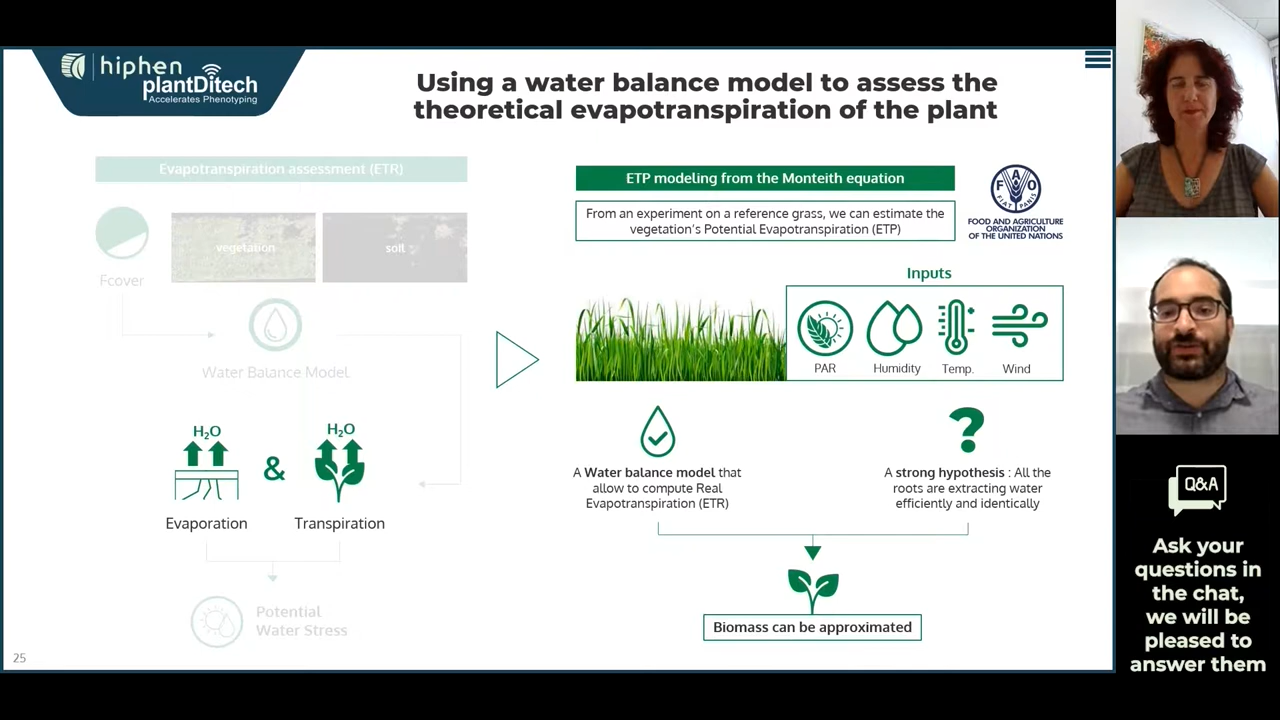 hiphen
plantDitech
Accelerates Phenotyping
Using a water balance model to assess the
theoretical evapotranspiration of the plant
Evapotranspiration assessment (ETR)
vegetation
soil
Fcover
Water Balance Model
H₂O
H₂O
&
Evaporation
Transpiration
Potential
Water Stress
25
ETP modeling from the Monteith equation
From an experiment on a reference grass, we can estimate the
vegetation's Potential Evapotranspiration (ETP)
FAO
FIAT PANIS
FOOD AND AGRICULTURE
ORGANIZATION
OF THE UNITED NATIONS
Inputs
PAR
Humidity
Temp.
Wind
?
A Water balance model that
allow to compute Real
Evapotranspiration (ETR)
A strong hypothesis : All the
roots are extracting water
efficiently and identically
Biomass can be approximated
Q&A
Ask your
questions in
the chat,
we will be
pleased to
answer them